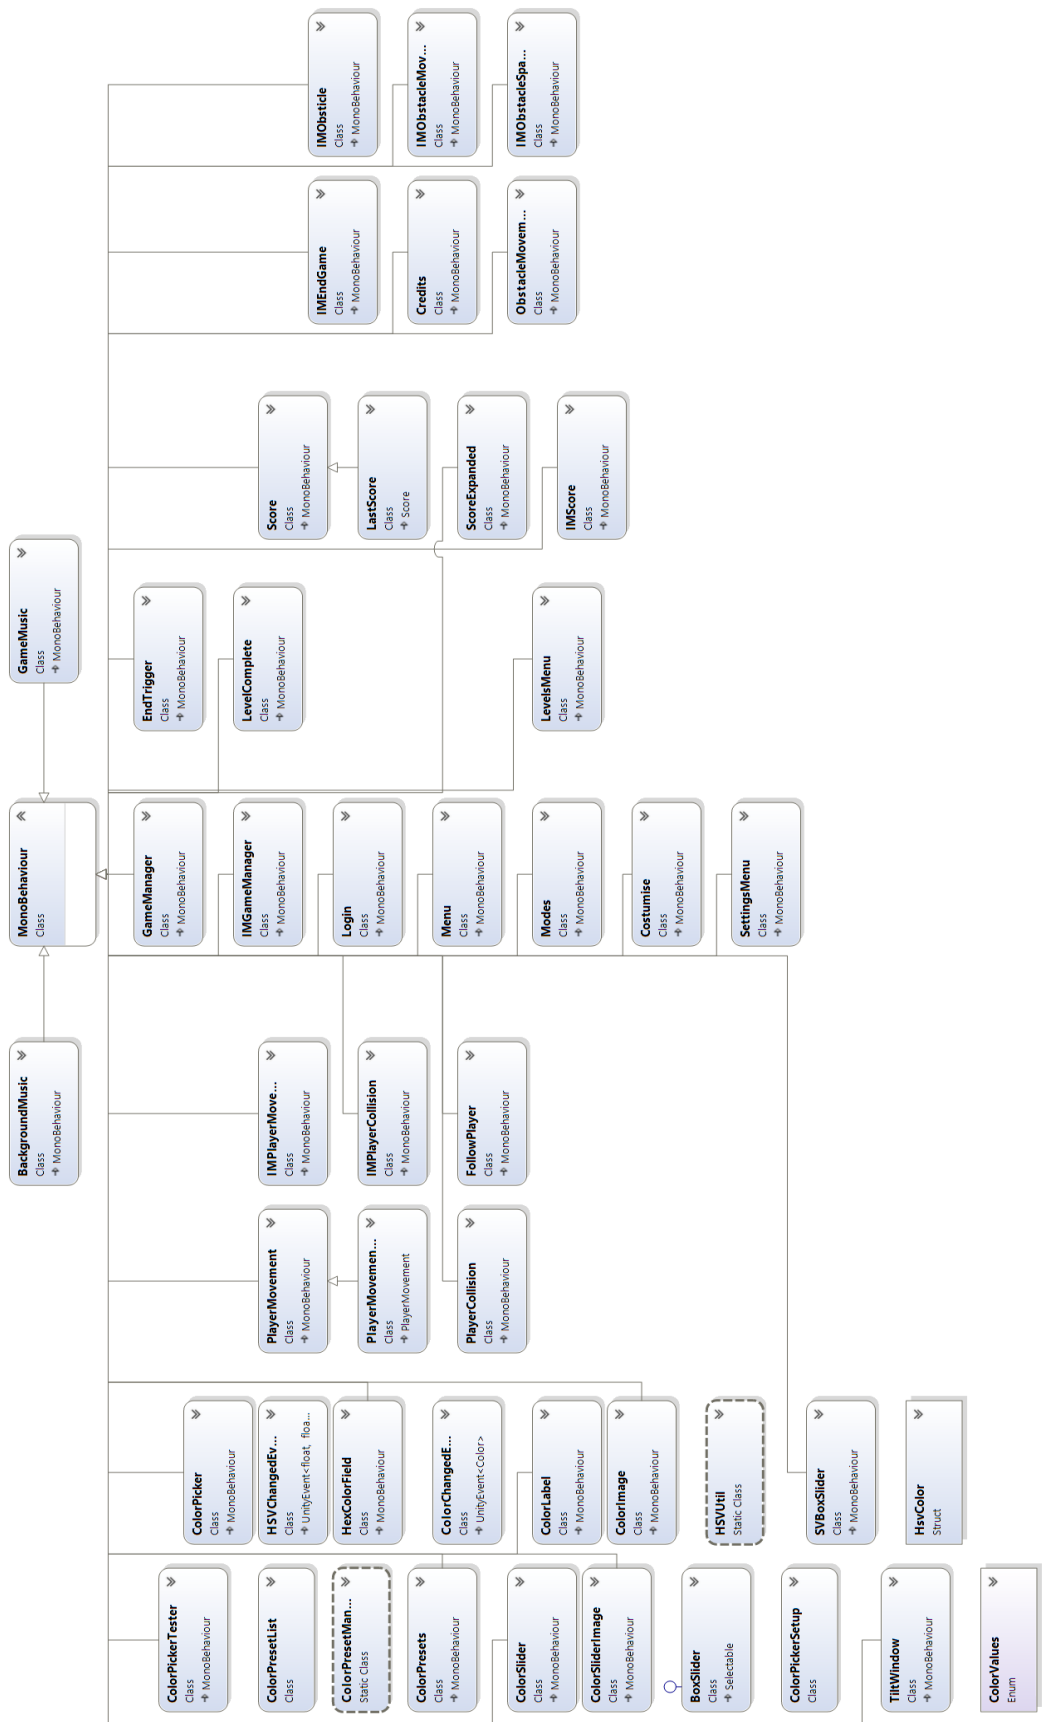 BackgroundMusic
Class
MonoBehaviour
MonoBehaviour
Class
GameMusic
Class
MonoBehaviour
ColorPickerTester
Class
MonoBehaviour
ColorPresetList
Class
ColorPresetMan...
Static Class
ColorPresets
Class
MonoBehaviour
ColorSlider
Class
MonoBehaviour
ColorSliderImage
Class
MonoBehaviour
BoxSlider
Class
Selectable
ColorPickerSetup
Class
TiltWindow
Class
MonoBehaviour
ColorValues
Enum
ColorPicker
Class
MonoBehaviour
HSVChangedEv...
Class
UnityEvent<float, floa...
HexColorField
Class
MonoBehaviour
ColorChangedE...
Class
UnityEvent<Color>
ColorLabel
Class
MonoBehaviour
ColorImage
Class
MonoBehaviour
HSVUtil
Static Class
SVBoxSlider
Class
MonoBehaviour
HsvColor
Struct
PlayerMovement
Class
MonoBehaviour
PlayerMovemen...
Class
PlayerMovement
PlayerCollision
Class
MonoBehaviour
IMPlayerMove...
Class
MonoBehaviour
IMPlayerCollision
Class
MonoBehaviour
FollowPlayer
Class
MonoBehaviour
GameManager
Class
MonoBehaviour
IMGameManager
Class
MonoBehaviour
Login
Class
MonoBehaviour
Menu
Class
MonoBehaviour
Modes
Class
MonoBehaviour
Costumise
Class
MonoBehaviour
SettingsMenu
Class
MonoBehaviour
EndTrigger
Class
MonoBehaviour
LevelComplete
Class
MonoBehaviour
LevelsMenu
Class
MonoBehaviour
Score
Class
MonoBehaviour
LastScore
Class
Score
ScoreExpanded
Class
MonoBehaviour
IMScore
Class
MonoBehaviour
IMEndGame
Class
MonoBehaviour
Credits
Class
MonoBehaviour
ObstacleMovem...
Class
MonoBehaviour
IMObsticle
Class
MonoBehaviour
IMObstacleMov...
Class
MonoBehaviour
IMObstacleSpa...
Class
MonoBehaviour